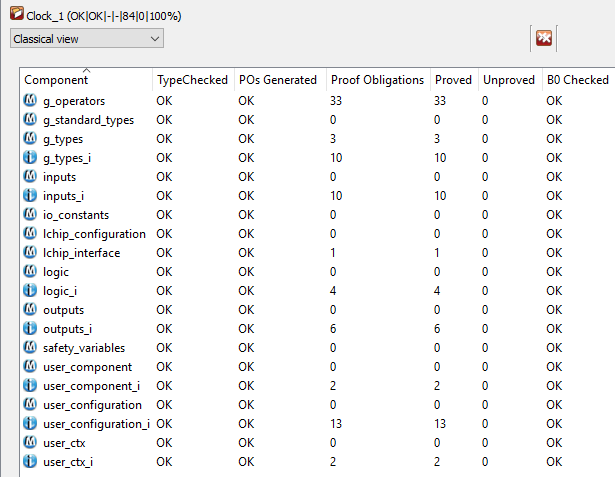 Clock_1 (OK|OK|-|-|84|0|100%)
Classical view
Component TypeChecked POs Generated Proof Obligations Proved Unproved B0 Checked
g_operators OK OK 33 33 0 OK
g_standard_types OK OK 0 0 0 OK
g_types OK OK 3 3 0 OK
g_types_i OK OK 10 10 0 OK
inputs OK OK 0 0 0 OK
inputs_i OK OK 10 10 0 OK
io_constants OK OK 0 0 0 OK
lchip_configuration OK OK 0 0 0 OK
lchip_interface OK OK 1 1 0 OK
logic OK OK 0 0 0 OK
logic_i OK OK 4 4 0 OK
outputs OK OK 0 0 0 OK
outputs_i OK OK 6 6 0 OK
safety_variables OK OK 0 0 0 OK
user_component OK OK 0 0 0 OK
user_component_i OK OK 2 2 0 OK
user_configuration OK OK 0 0 0 OK
user_configuration_i OK OK 13 13 0 OK
user_ctx OK OK 0 0 0 OK
user_ctx_i OK OK 2 2 0 OK